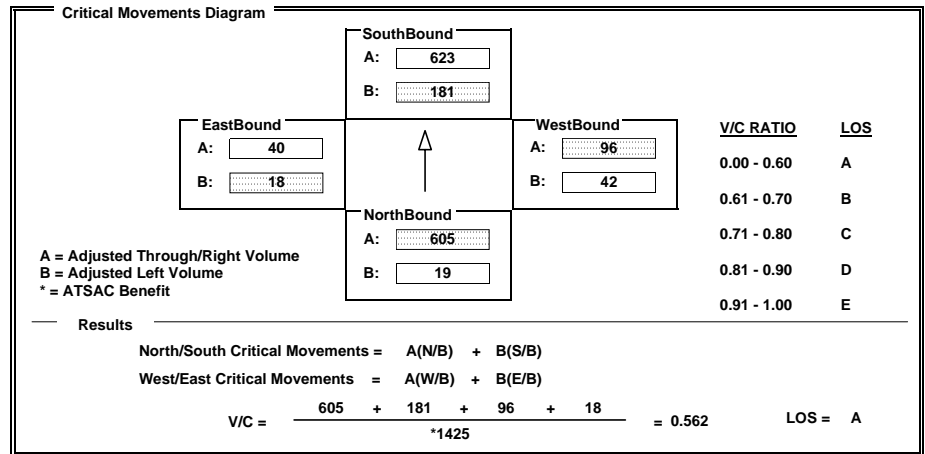 Critical Movements Diagram
SouthBound
A: 623
B: 181
EastBound
A: 40
B: 18
WestBound
A: 96
B: 42
NorthBound
A: 605
B: 19
V/C RATIO LOS
0.00 - 0.60 A
0.61 - 0.70 B
0.71 - 0.80 C
0.81 - 0.90 D
0.91 - 1.00 E
A = Adjusted Through/Right Volume
B = Adjusted Left Volume
* = ATSAC Benefit
Results
North/South Critical Movements = A(N/B) + B(S/B)
West/East Critical Movements = A(W/B) + B(E/B)
V/C = 605 + 181 + 96 + 18 = 0.562 LOS = A
*1425